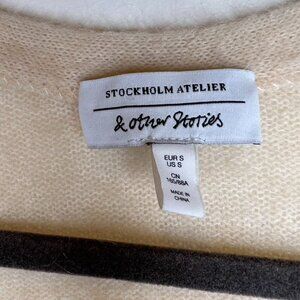 STOCKHOLM ATELIER
& other Stories
EUR S
US S
CN
165/88A
MADE IN
CHINA